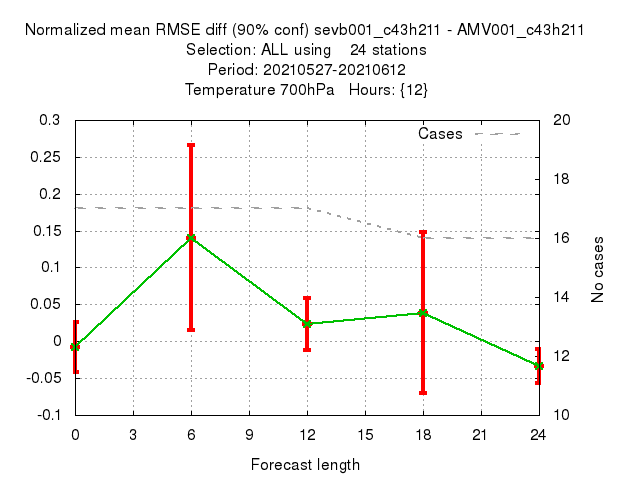 Normalized mean RMSE diff (90% conf) sevb001_c43h211 - AMV001_c43h211
Selection: ALL using    24 stations
Period: 20210527-20210612
Temperature 700hPa   Hours: {12}
Cases
0.3
0.25
0.2
0.15
0.1
0.05
0
-0.05
-0.1
20
18
16
14
12
10
No cases
0 3 6 9 12 15 18 21 24
Forecast length